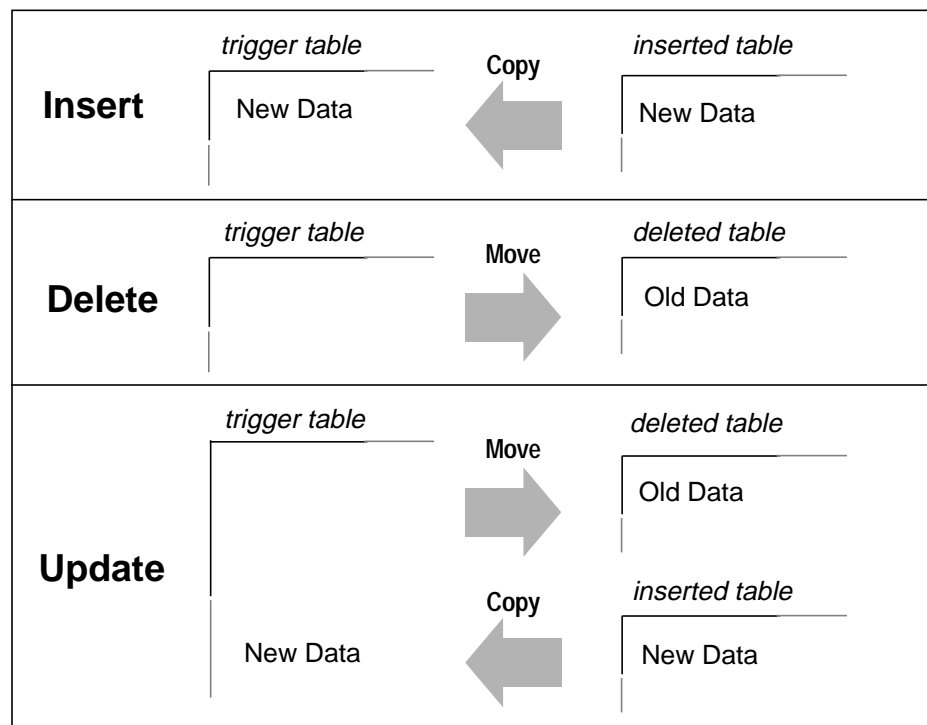 trigger table
inserted table
Copy
Insert
New Data
New Data
trigger table
deleted table
Move
Delete
Old Data
trigger table
deleted table
Move
Old Data
Update
inserted table
Copy
New Data
New Data